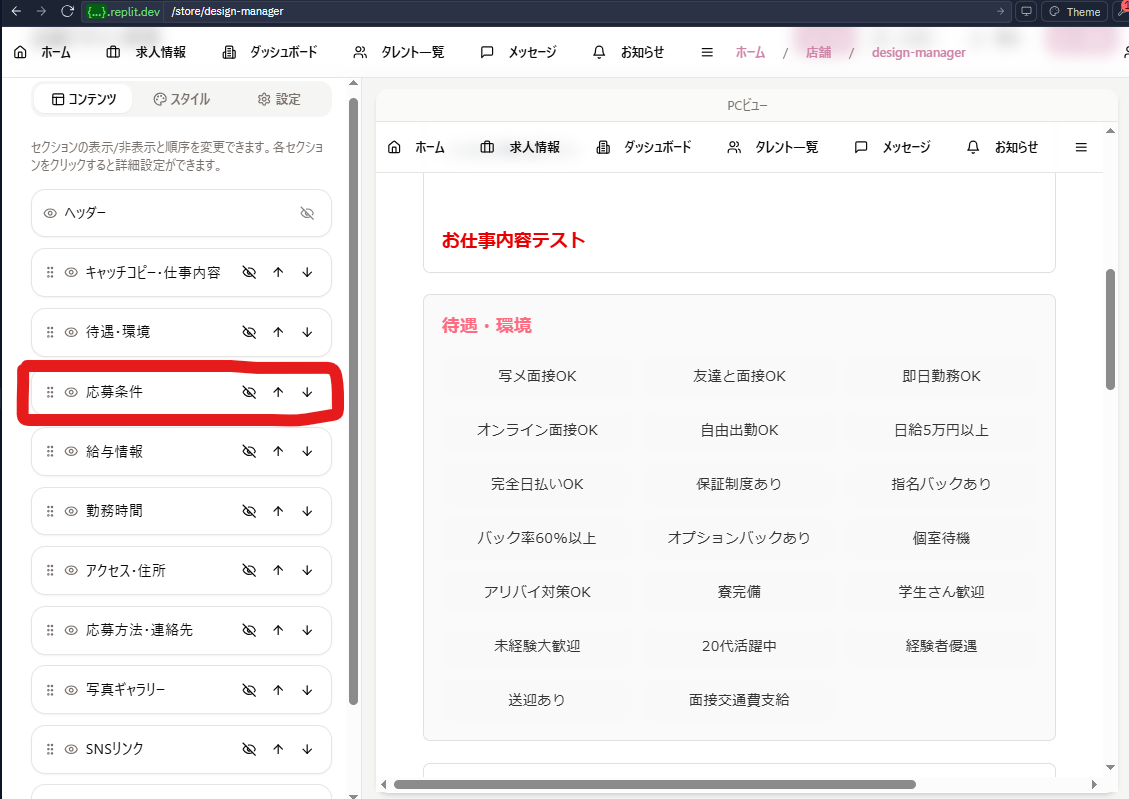 {...}.replit.dev /store/design-manager Theme
ホーム 求人情報 ダッシュボード タレント一覧 メッセージ お知らせ ホーム / 店舗 / design-manager
コンテンツ スタイル 設定
セクションの表示/非表示と順序を変更できます。各セクショ
ンをクリックすると詳細設定ができます。
ヘッダー
キャッチコピー・仕事内容
待遇・環境
応募条件
給与情報
勤務時間
アクセス・住所
応募方法・連絡先
写真ギャラリー
SNSリンク
PCビュー
ホーム 求人情報 ダッシュボード タレント一覧 メッセージ お知らせ
お仕事内容テスト
待遇・環境
写メ面接OK 友達と面接OK 即日勤務OK
オンライン面接OK 自由出勤OK 日給5万円以上
完全日払いOK 保証制度あり 指名バックあり
バック率60%以上 オプションバックあり 個室待機
アリバイ対策OK 寮完備 学生さん歓迎
未経験大歓迎 20代活躍中 経験者優遇
送迎あり 面接交通費支給